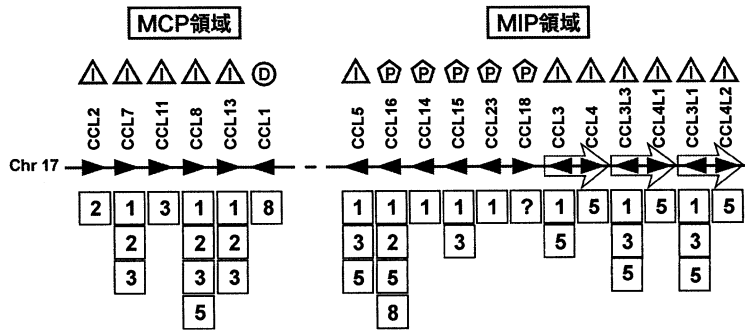 MCP領域 MIP領域
I I I I I D I P P P P P I I I I I I
CCL2 CCL7 CCL11 CCL8 CCL13 CCL1 CCL5 CCL16 CCL14 CCL15 CCL23 CCL18 CCL3 CCL4 CCL3L3 CCL4L1 CCL3L1 CCL4L2
Chr 17
2 1 3 1 1 8 1 1 1 1 1 ? 1 5 1 5 1 5
2 2 2 3 2 3 5 3 3
3 3 3 5 5 5 5
5 8